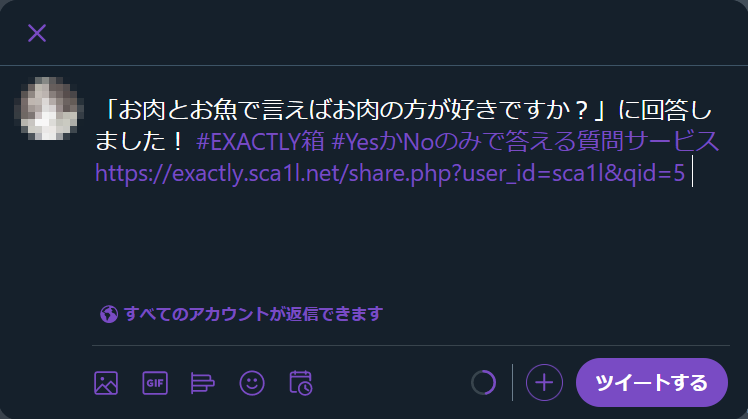 「お肉とお魚で言えばお肉の方が好きですか？」に回答し
ました！ #EXACTLY箱 #YesかNoのみで答える質問サービス
https://exactly.sca1l.net/share.php?user_id=sca1l&qid=5
すべてのアカウントが返信できます
GIF
ツイートする